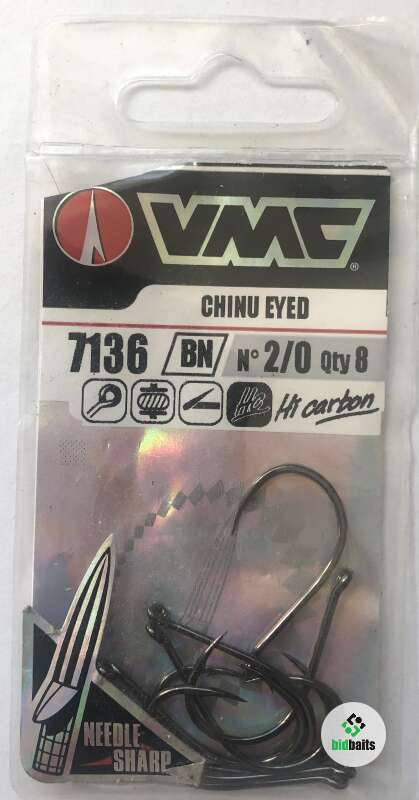 VMC®
CHINU EYED
7136 BN N° 2/0 Qty 8
Hi carbon
NEEDLE
SHARP
bidbaits